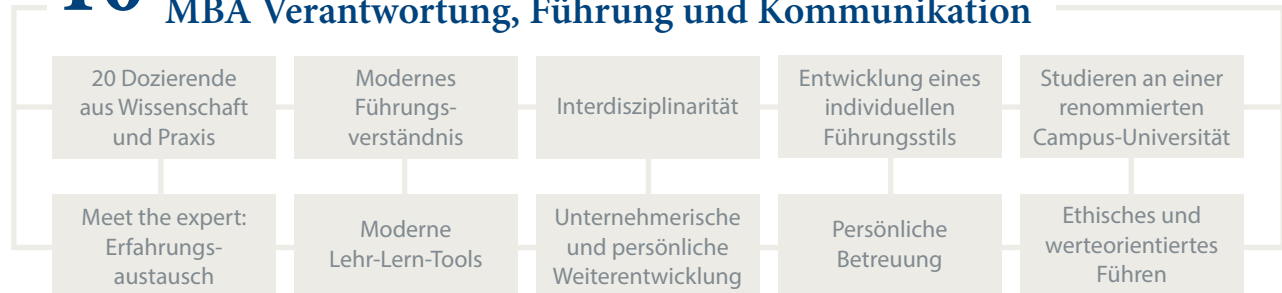 10 MBA Verantwortung, Führung und Kommunikation
20 Dozierende
aus Wissenschaft
und Praxis
Modernes
Führungs-
verständnis
Interdisziplinarität
Entwicklung eines
individuellen
Führungsstils
Studieren an einer
renommierten
Campus-Universität
Meet the expert:
Erfahrungs-
austausch
Moderne
Lehr-Lern-Tools
Unternehmerische
und persönliche
Weiterentwicklung
Persönliche
Betreuung
Ethisches und
werteorientiertes
Führen